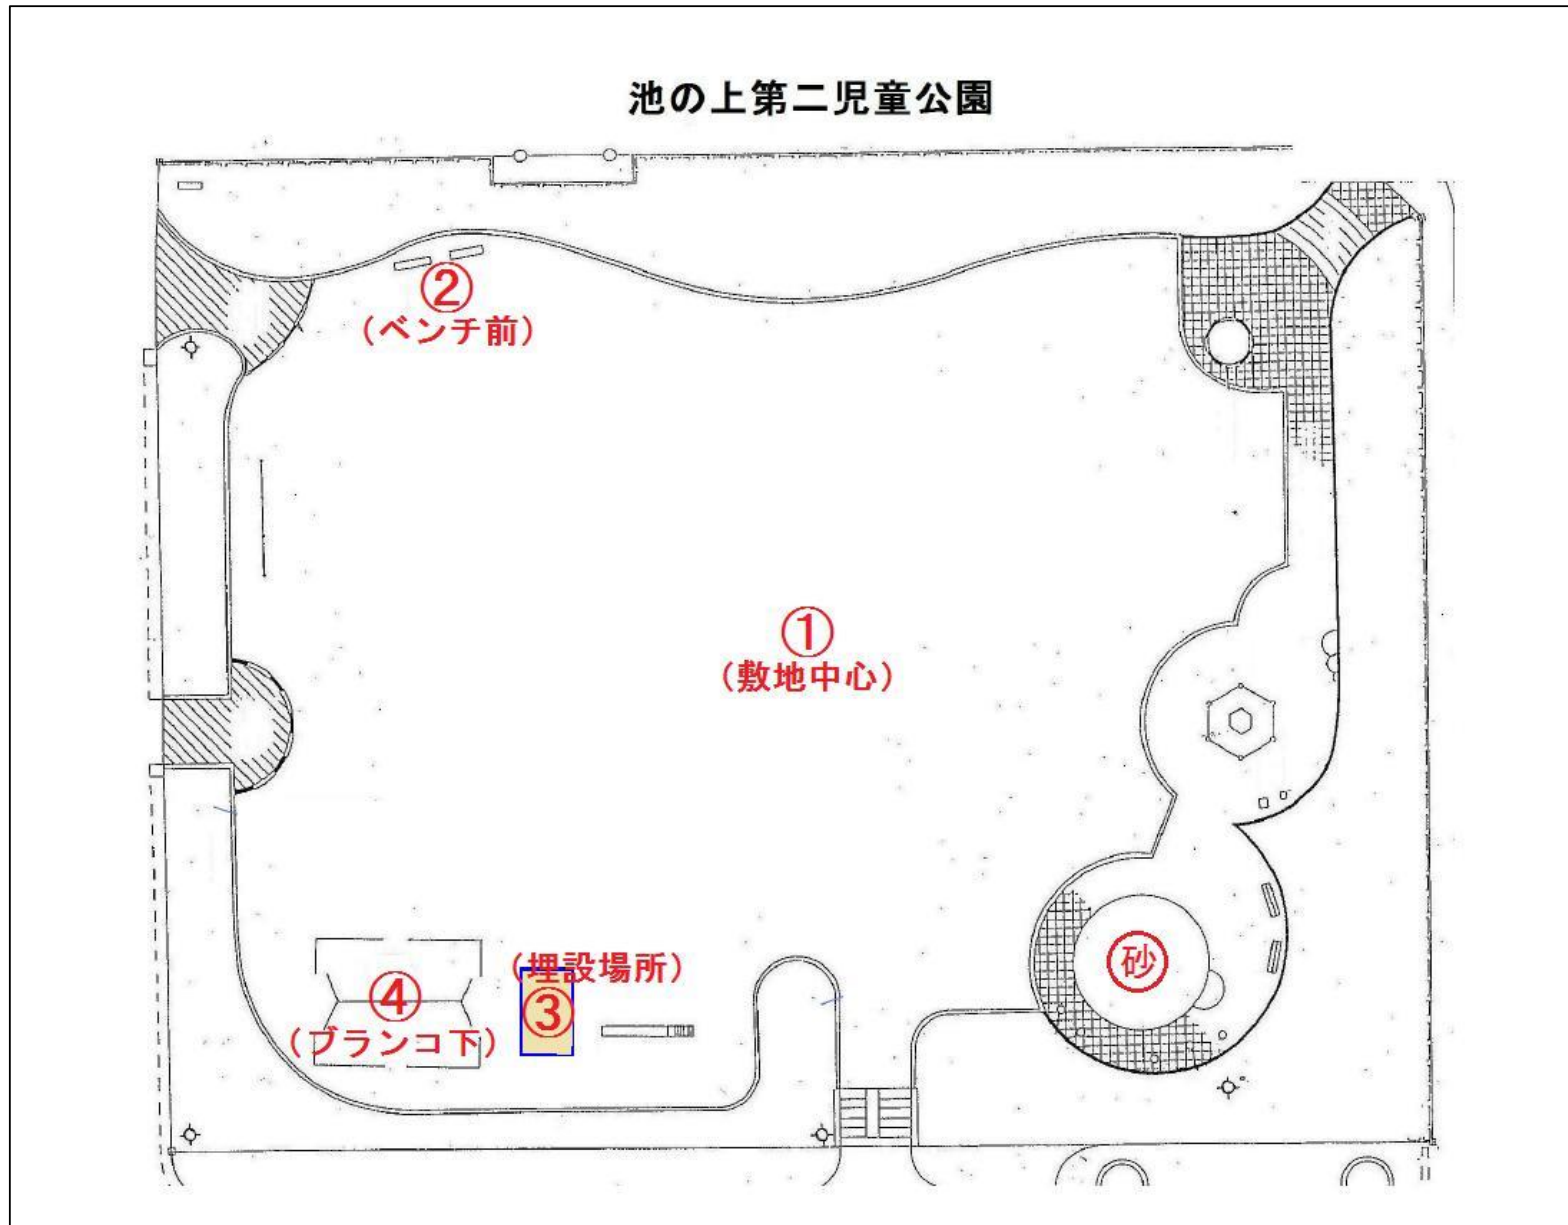 池の上第二児童公園
②
（ベンチ前）
①
（敷地中心）
砂
（埋設場所）
③
④
（ブランコ下）